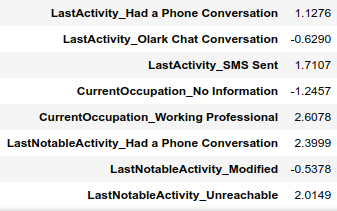 LastActivity_Had a Phone Conversation 1.1276
LastActivity_Olark Chat Conversation -0.6290
LastActivity_SMS Sent 1.7107
CurrentOccupation_No Information -1.2457
CurrentOccupation_Working Professional 2.6078
LastNotableActivity_Had a Phone Conversation 2.3999
LastNotableActivity_Modified -0.5378
LastNotableActivity_Unreachable 2.0149